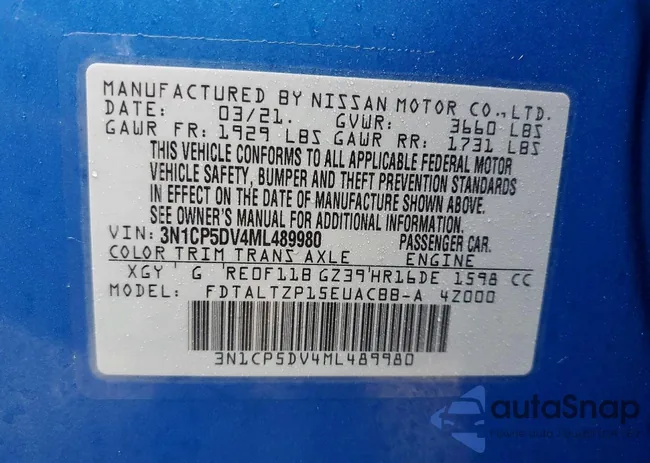 MANUFACTURED BY NISSAN MOTOR CO., LTD.
DATE: 03/21. GVWR: 3660 LBS
GAWR FR: 1929 LBS GAWR RR: 1731 LBS
THIS VEHICLE CONFORMS TO ALL APPLICABLE FEDERAL MOTOR
VEHICLE SAFETY, BUMPER AND THEFT PREVENTION STANDARDS
IN EFFECT ON THE DATE OF MANUFACTURE SHOWN ABOVE.
SEE OWNER'S MANUAL FOR ADDITIONAL INFORMATION.
VIN: 3N1CP5DV4ML489980 PASSENGER CAR.
COLOR TRIM TRANS AXLE ENGINE
XGY G RE0F11B GZ39 HR16DE 1598 CC
MODEL: FDTALTZP15EUACBB-A 4Z000
3N1CP5DV4ML489980
autoSnap